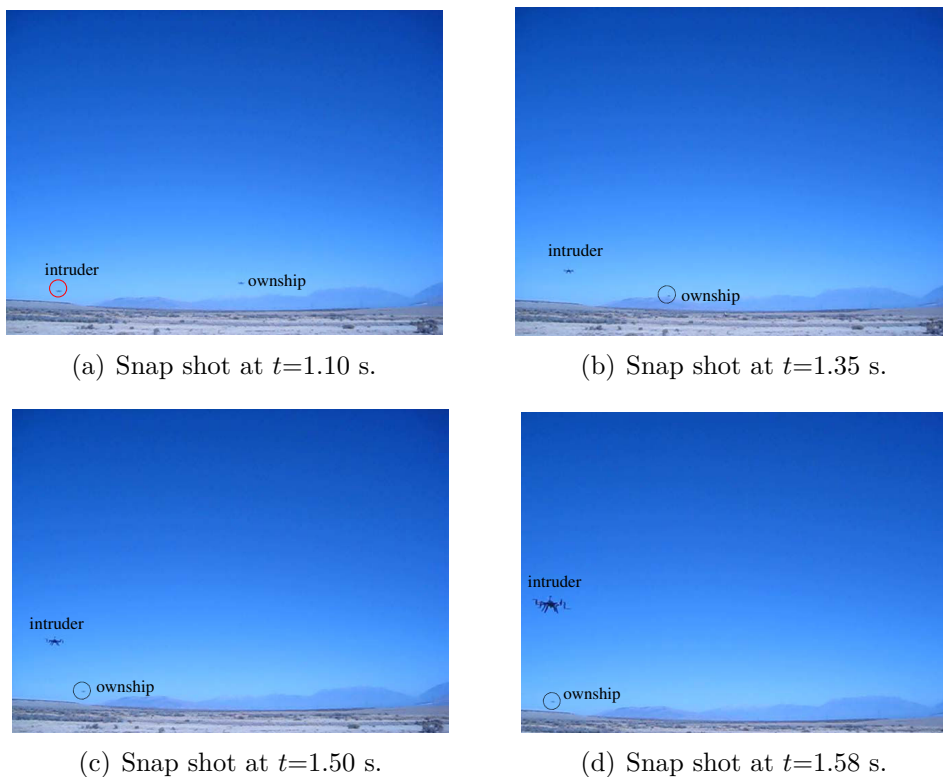 intruder
ownship
(a) Snap shot at t=1.10 s.
intruder
ownship
(b) Snap shot at t=1.35 s.
intruder
ownship
(c) Snap shot at t=1.50 s.
intruder
ownship
(d) Snap shot at t=1.58 s.